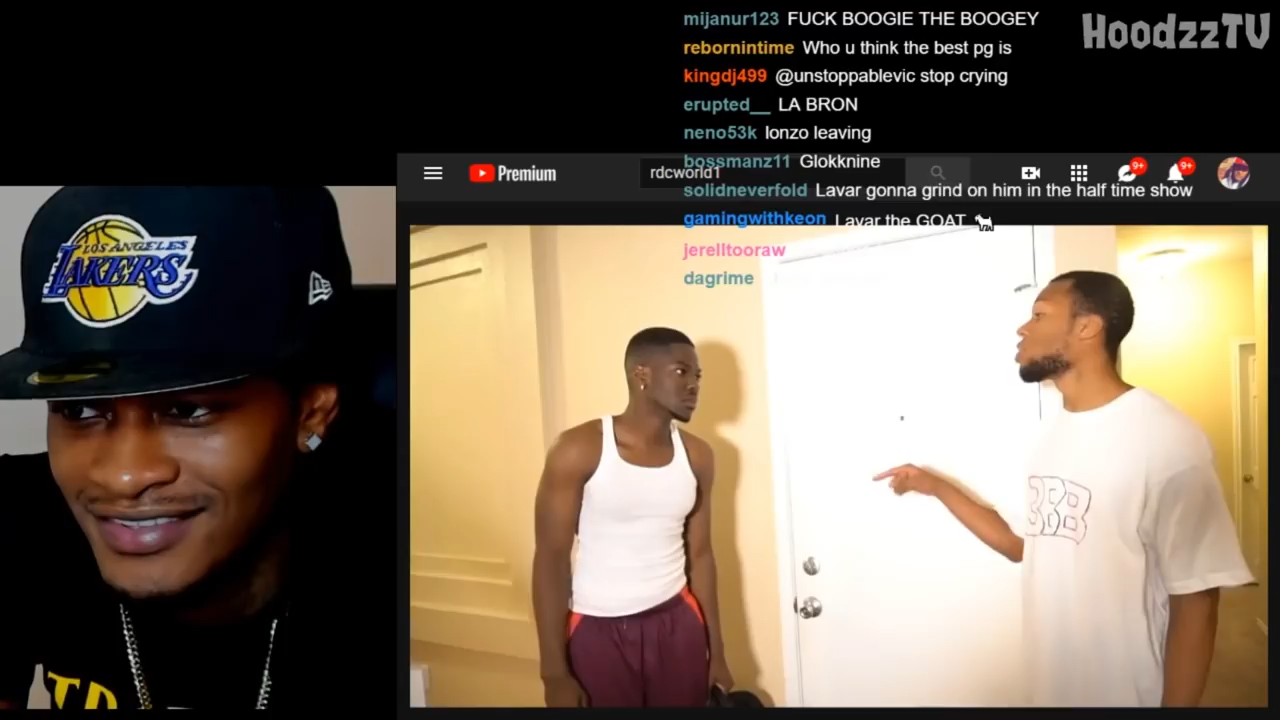 mijanur123 FUCK BOOGIE THE BOOGEY
HoodzzTV
rebornintime Who u think the best pg is
kingdj499 @unstoppablevic stop crying
erupted__ LA BRON
neno53k lonzo leaving
bossmanz11 Glokknine
Premium
rdcworld1
9+
9+
solidneverfold Lavar gonna grind on him in the half time show
gamingwithkeon Lavar the GOAT
jerelltooraw
dagrime
LOS ANGELES
LAKERS
BBB